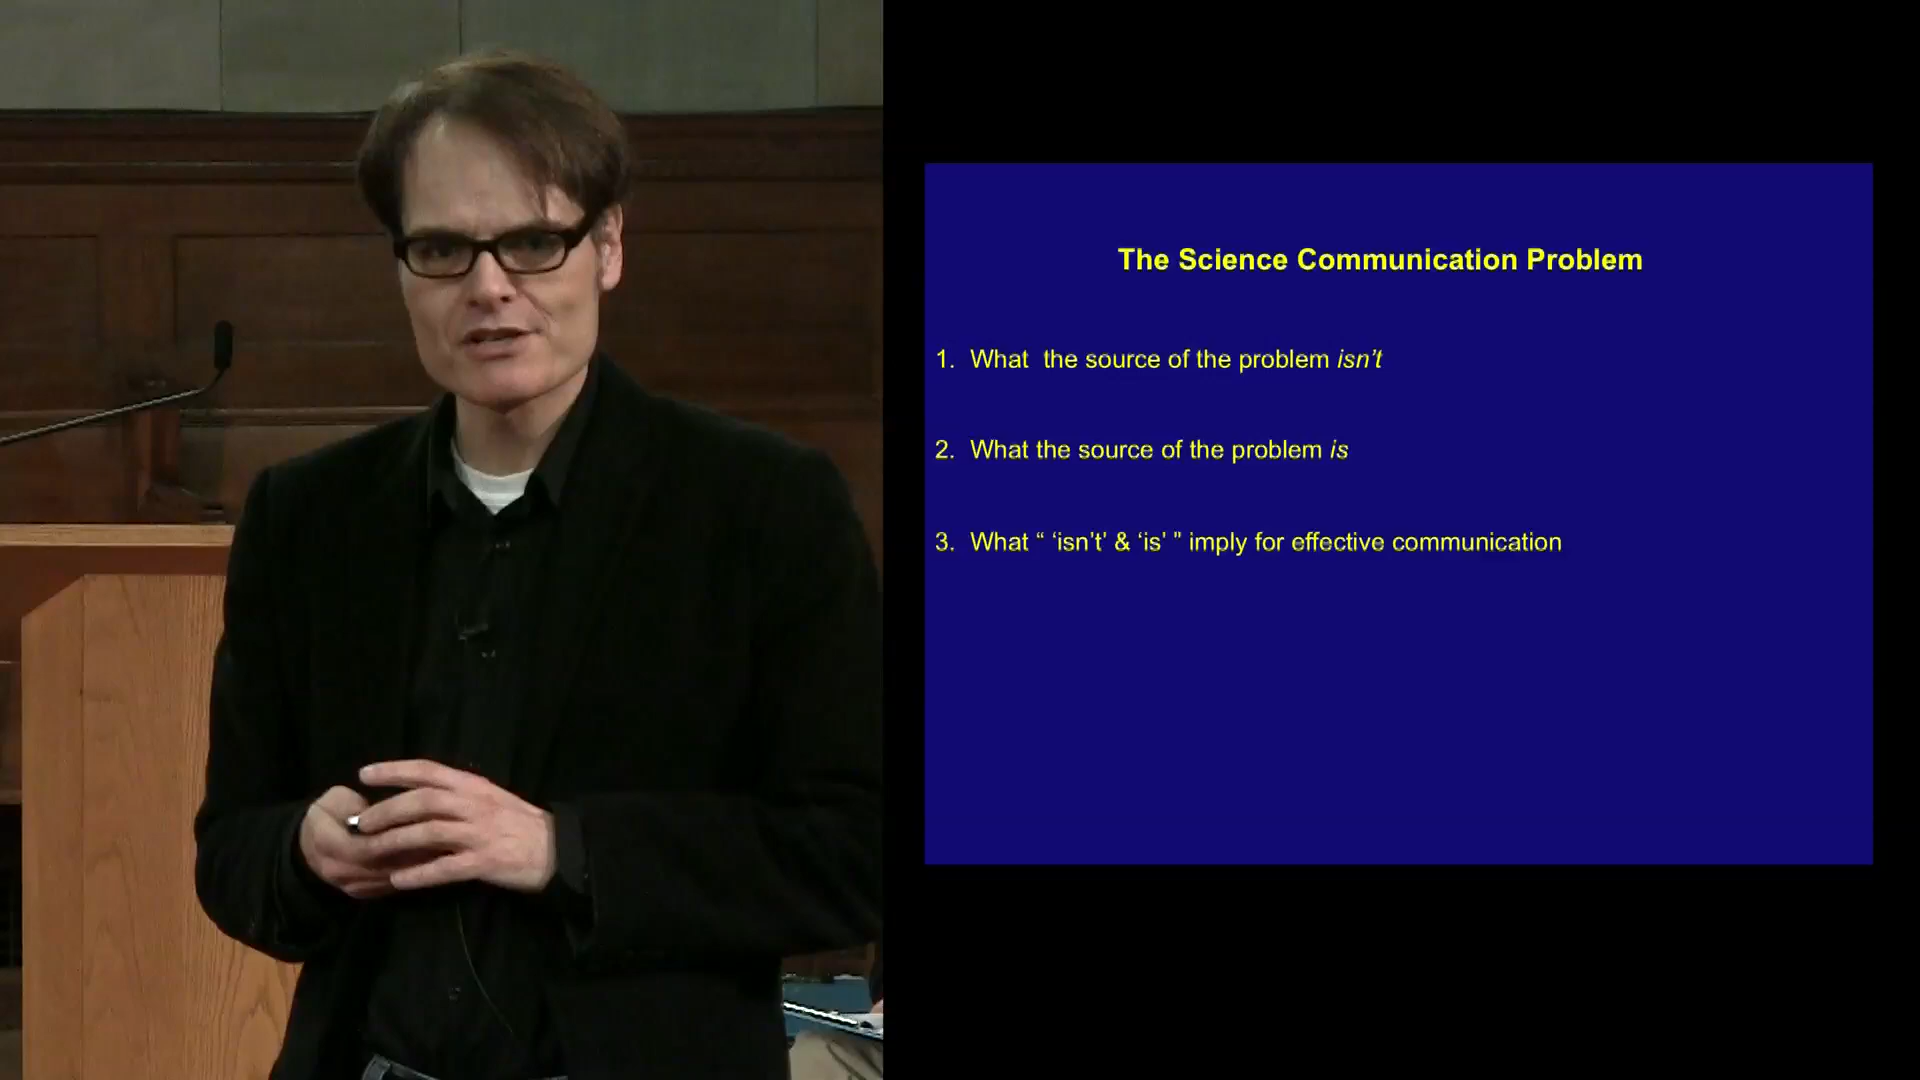 The Science Communication Problem
1. What the source of the problem isn't
2. What the source of the problem is
3. What “ ‘isn’t’ & ‘is’ ” imply for effective communication